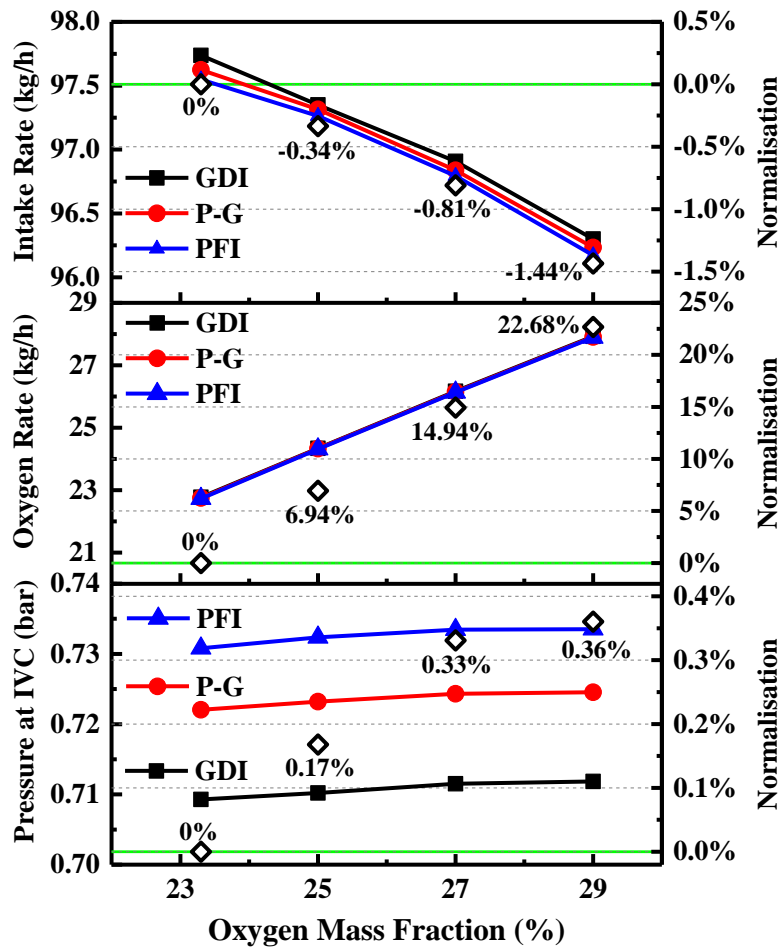 98.0
97.5
97.0
96.5
96.0
Intake Rate (kg/h)
GDI
P-G
PFI
0%
-0.34%
-0.81%
-1.44%
0.5%
0.0%
-0.5%
-1.0%
-1.5%
Normalisation
29
27
25
23
21
Oxygen Rate (kg/h)
GDI
P-G
PFI
0%
6.94%
14.94%
22.68%
25%
20%
15%
10%
5%
0%
Normalisation
0.74
0.73
0.72
0.71
0.70
Pressure at IVC (bar)
PFI
P-G
GDI
0%
0.17%
0.33%
0.36%
0.4%
0.3%
0.2%
0.1%
0.0%
Normalisation
23 25 27 29
Oxygen Mass Fraction (%)